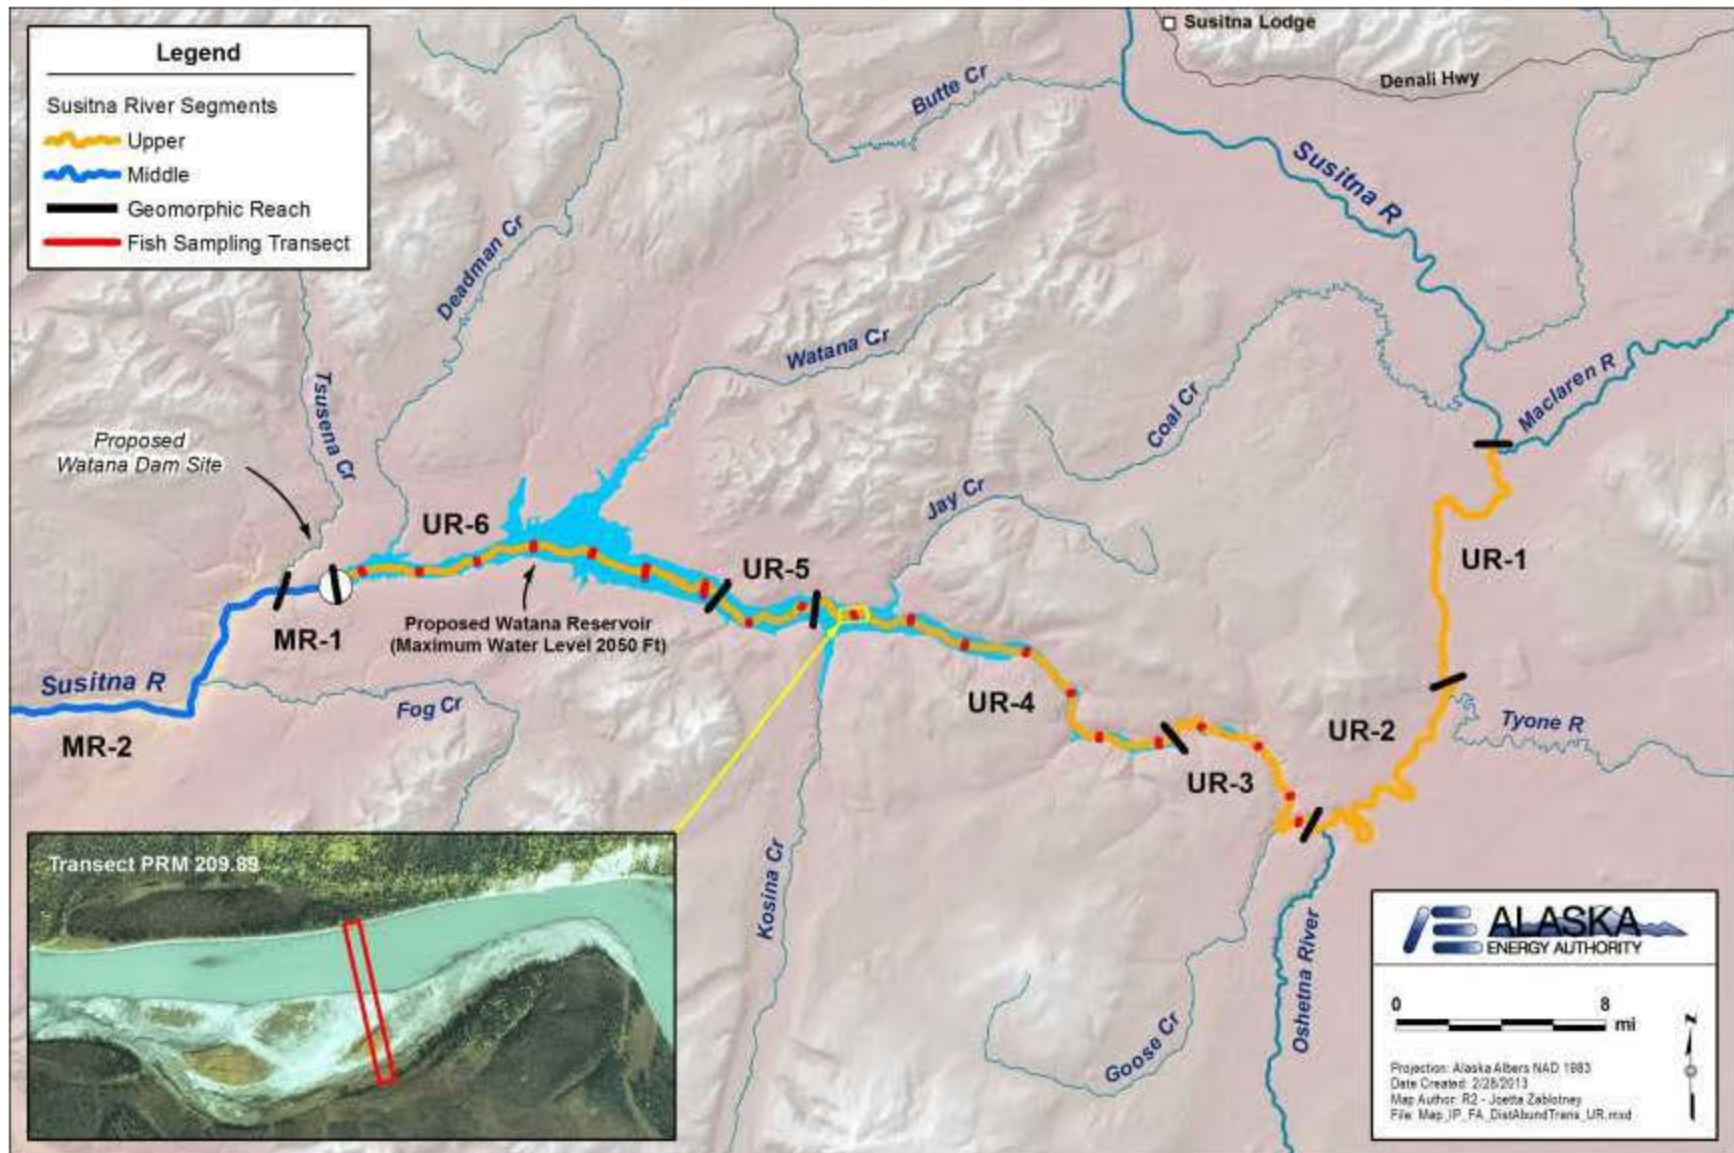 Legend
Susitna River Segments
Upper
Middle
Geomorphic Reach
Fish Sampling Transect
Susitna Lodge
Denali Hwy
Butte Cr
Susitna R
Deadman Cr
Watana Cr
Tsusena Cr
Coal Cr
Maclaren R
Proposed
Watana Dam Site
Jay Cr
UR-6
UR-5
UR-1
Proposed Watana Reservoir
(Maximum Water Level 2050 Ft)
MR-1
Susitna R
Fog Cr
UR-4
UR-2
Tyone R
MR-2
UR-3
Transect PRM 209.89
Kosina Cr
Oshetna River
Goose Cr
ALASKA
ENERGY AUTHORITY
0 8
mi
N
Projection: Alaska Albers NAD 1983
Date Created: 2/28/2013
Map Author: R2 - Joetta Zablotney
File: Map_IP_FA_DistAbundTrans_UR.mxd